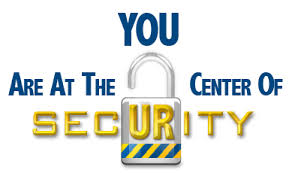 YOU
ARE AT THE CENTER OF
SECURITY